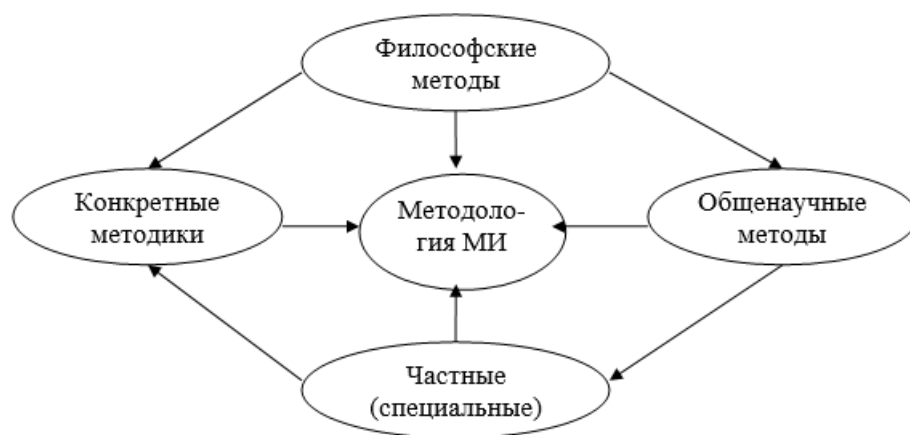 Философские
методы
Конкретные
методики
Методоло-
гия МИ
Общенаучные
методы
Частные
(специальные)